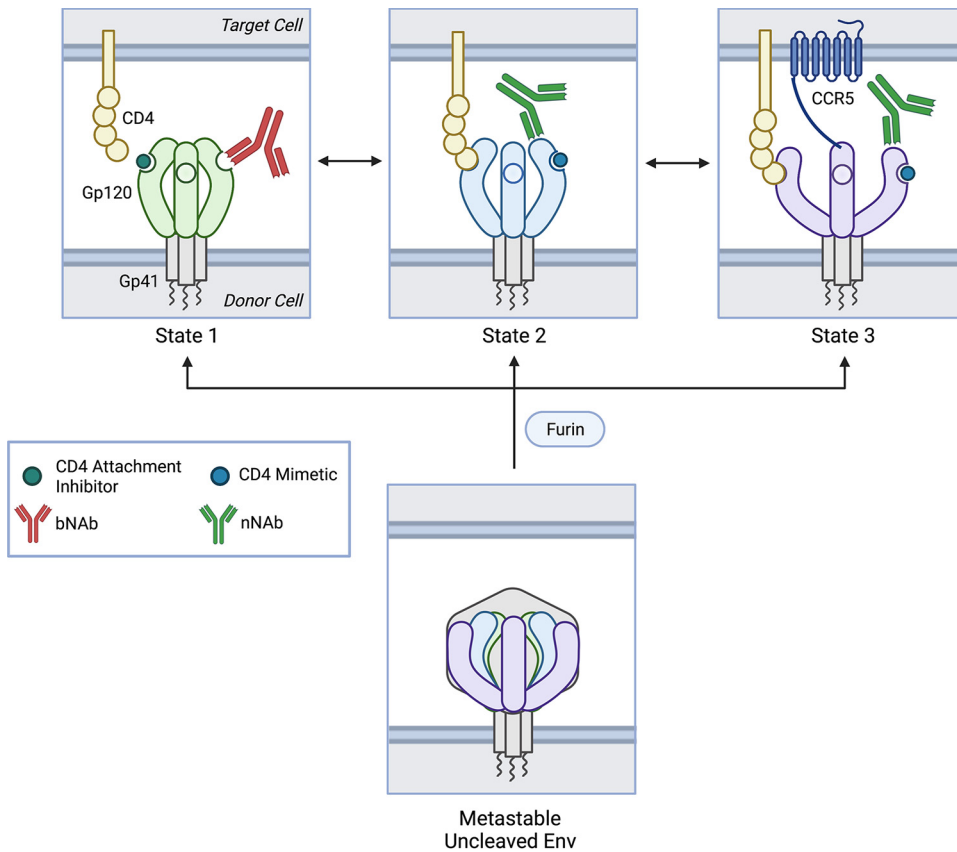 Target Cell
CD4
Gp120
Gp41
Donor Cell
CCR5
State 1
State 2
State 3
Furin
CD4 Attachment
Inhibitor
CD4 Mimetic
bNAb
nNAb
Metastable
Uncleaved Env